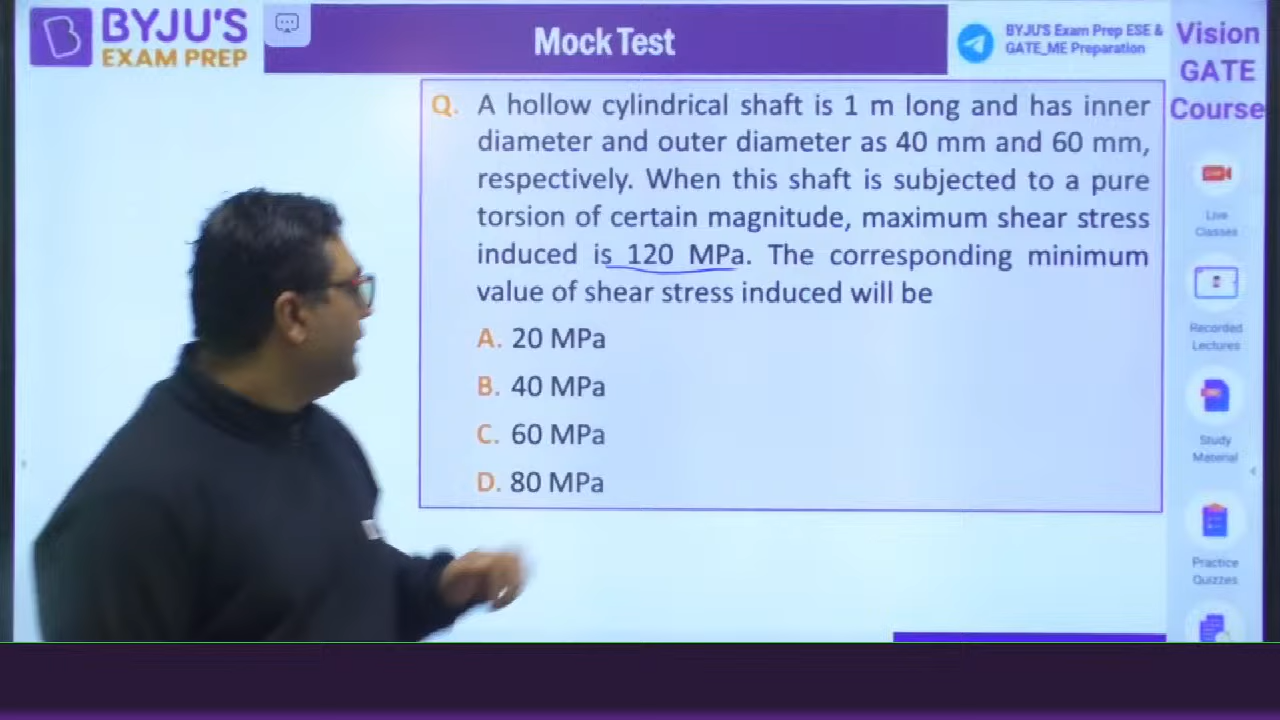 BYJU'S
EXAM PREP
Mock Test
BYJU'S Exam Prep ESE &
GATE_ME Preparation
Vision
GATE
Course
Q. A hollow cylindrical shaft is 1 m long and has inner
diameter and outer diameter as 40 mm and 60 mm,
respectively. When this shaft is subjected to a pure
torsion of certain magnitude, maximum shear stress
induced is 120 MPa. The corresponding minimum
value of shear stress induced will be
A. 20 MPa
B. 40 MPa
C. 60 MPa
D. 80 MPa
Live
Classes
Recorded
Lectures
Study
Material
Practice
Quizzes